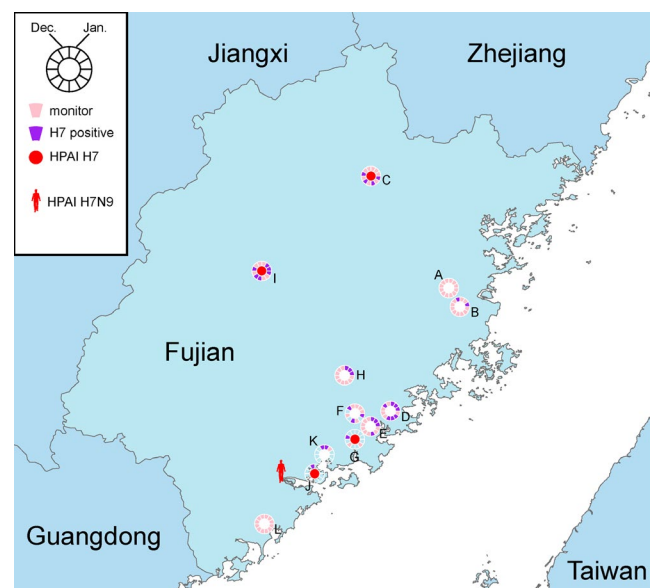 Dec. Jan.
monitor
H7 positive
HPAI H7
HPAI H7N9
Jiangxi
Zhejiang
C
A
I
B
Fujian
H
F
D
E
K
G
J
L
Guangdong
Taiwan